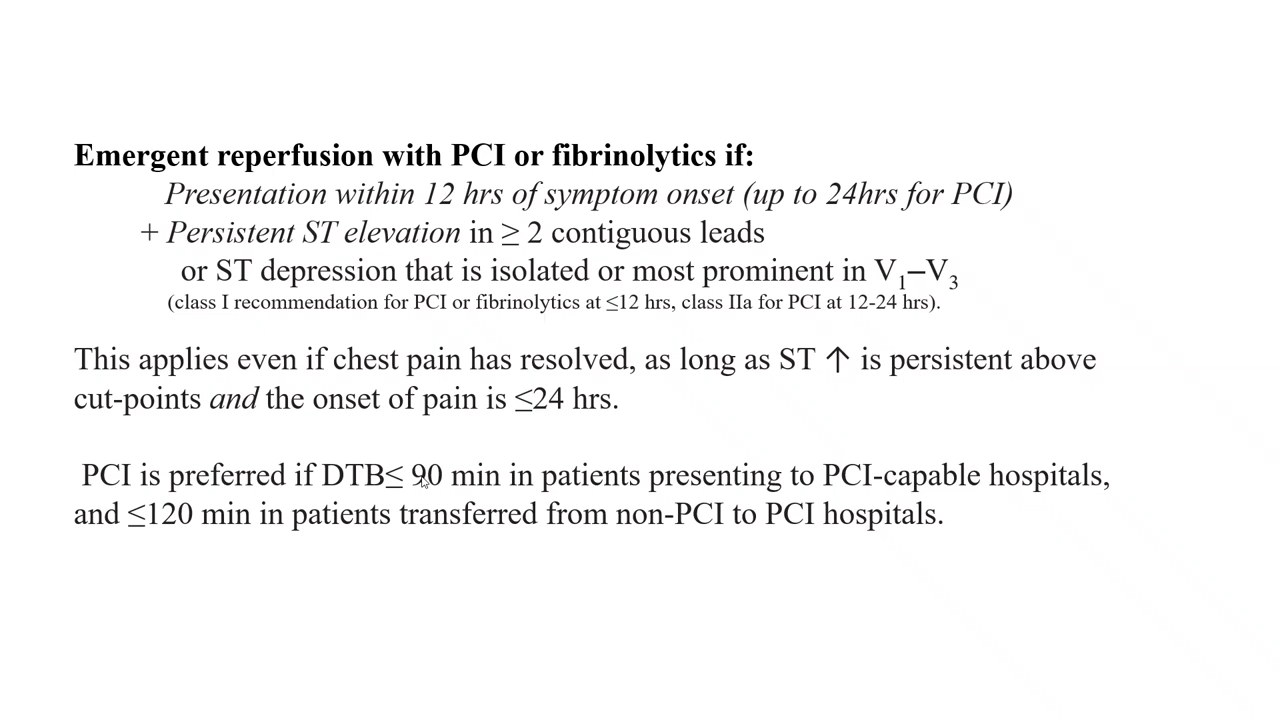 Emergent reperfusion with PCI or fibrinolytics if:
Presentation within 12 hrs of symptom onset (up to 24hrs for PCI)
+ Persistent ST elevation in ≥ 2 contiguous leads
or ST depression that is isolated or most prominent in V₁–V₃
(class I recommendation for PCI or fibrinolytics at ≤12 hrs, class IIa for PCI at 12-24 hrs).
This applies even if chest pain has resolved, as long as ST ↑ is persistent above
cut-points and the onset of pain is ≤24 hrs.
PCI is preferred if DTB≤ 90 min in patients presenting to PCI-capable hospitals,
and ≤120 min in patients transferred from non-PCI to PCI hospitals.